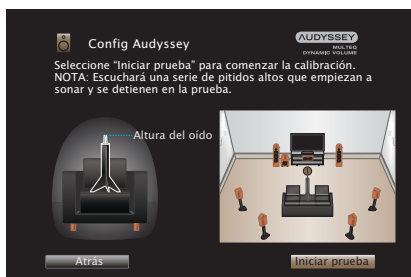 Config Audyssey
AUDYSSEY
MULTEQ
DYNAMIC VOLUME
Seleccione “Iniciar prueba” para comenzar la calibración.
NOTA: Escuchará una serie de pitidos altos que empiezan a
sonar y se detienen en la prueba.
Altura del oído
Atrás
Iniciar prueba